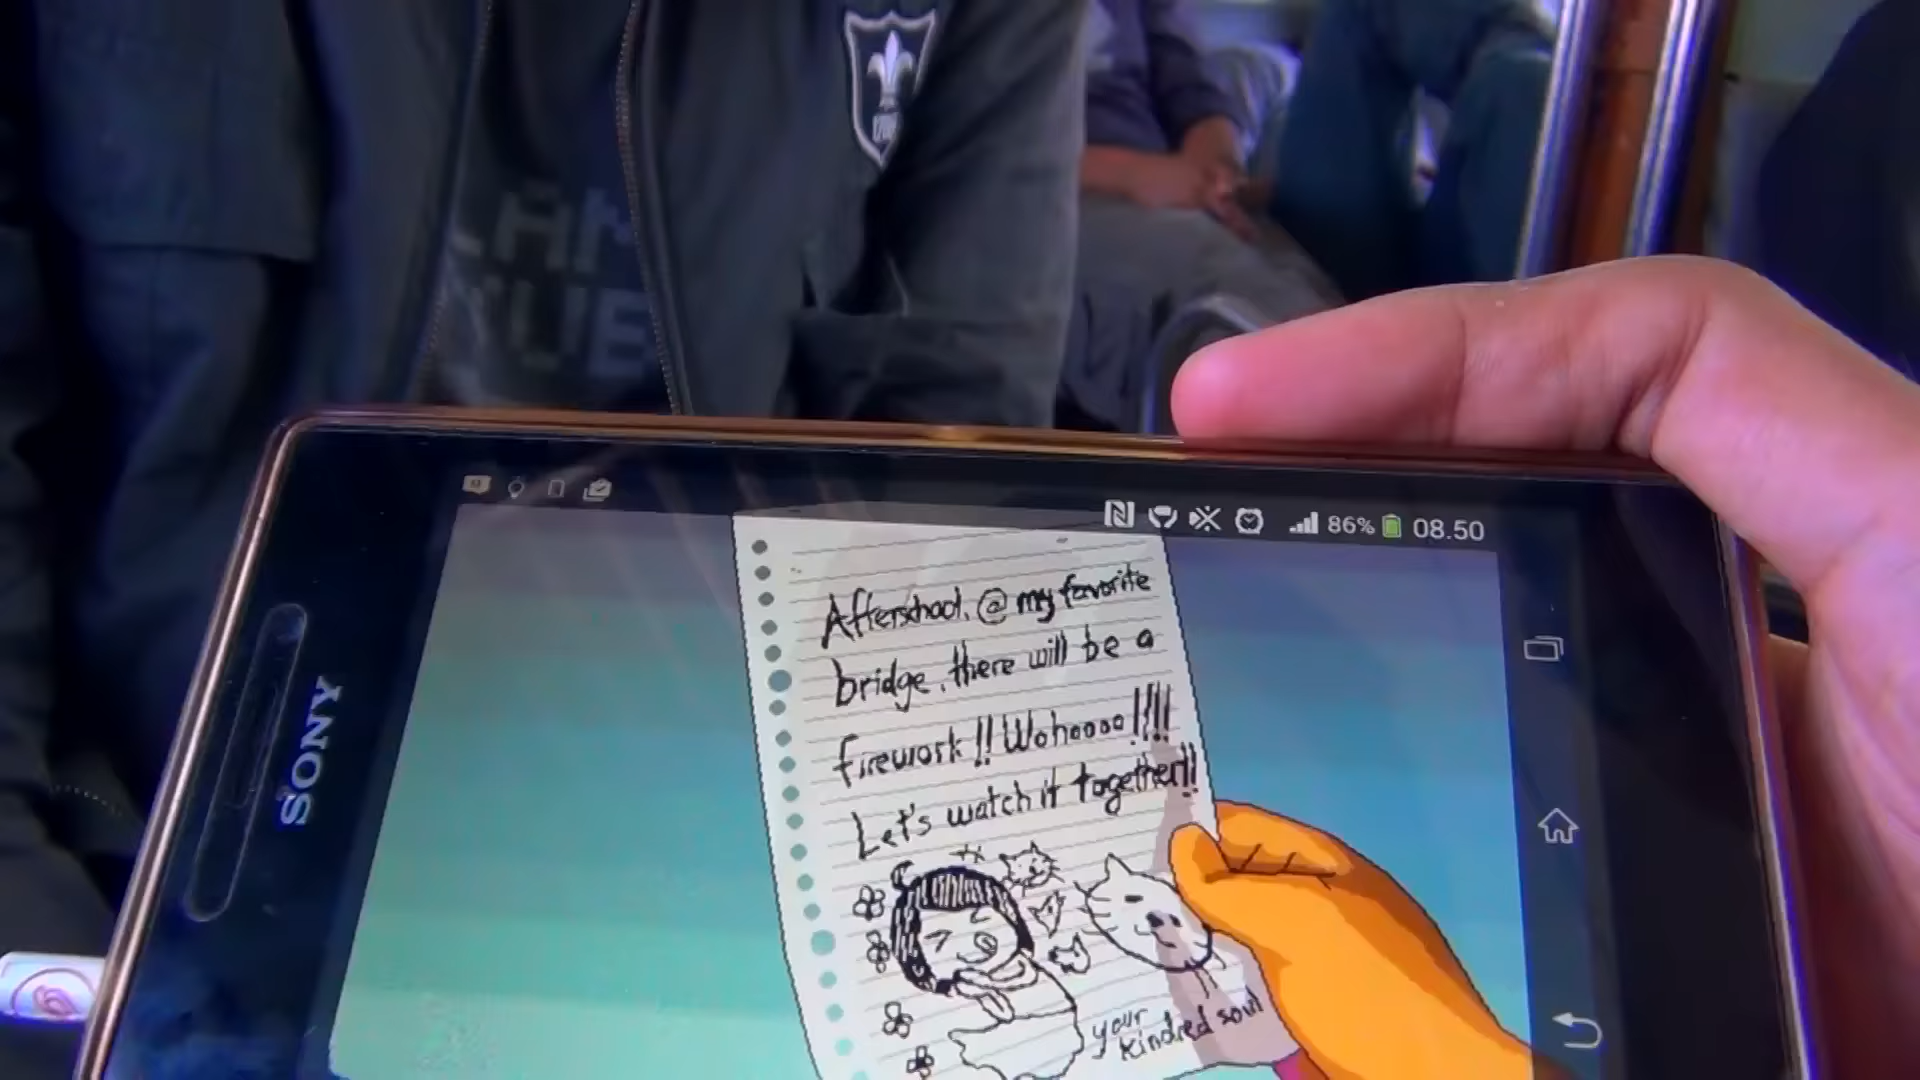 SONY
86% 08.50
Afterschool, @ my favorite
bridge, there will be a
firework!! Wohoooo!!!!
Let's watch it together!!
your
kindred soul